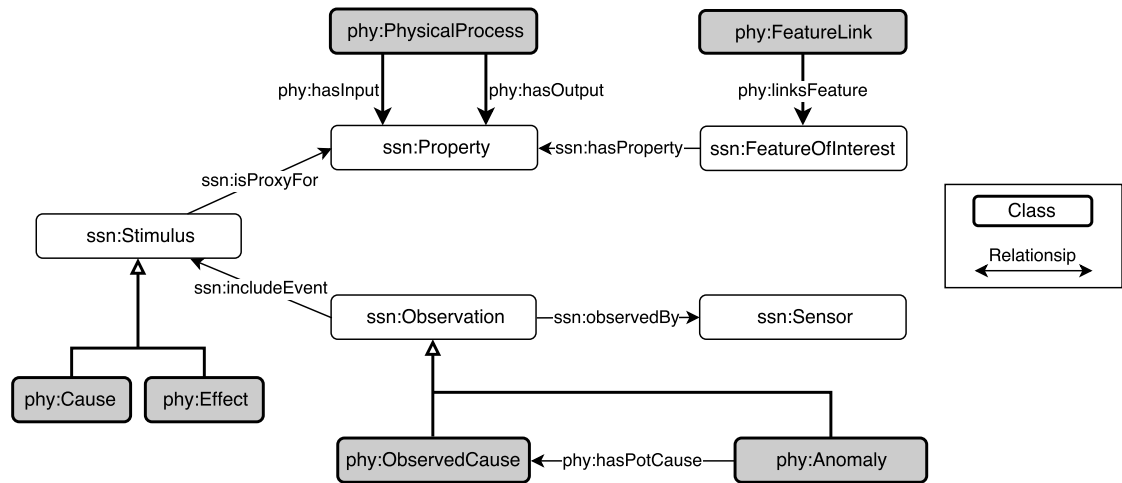 phy:PhysicalProcess
phy:FeatureLink
phy:hasInput
phy:hasOutput
phy:linksFeature
ssn:Property
ssn:hasProperty
ssn:FeatureOfInterest
ssn:isProxyFor
Class
ssn:Stimulus
Relationsip
ssn:includeEvent
ssn:Observation
ssn:observedBy
ssn:Sensor
phy:Cause
phy:Effect
phy:ObservedCause
phy:hasPotCause
phy:Anomaly